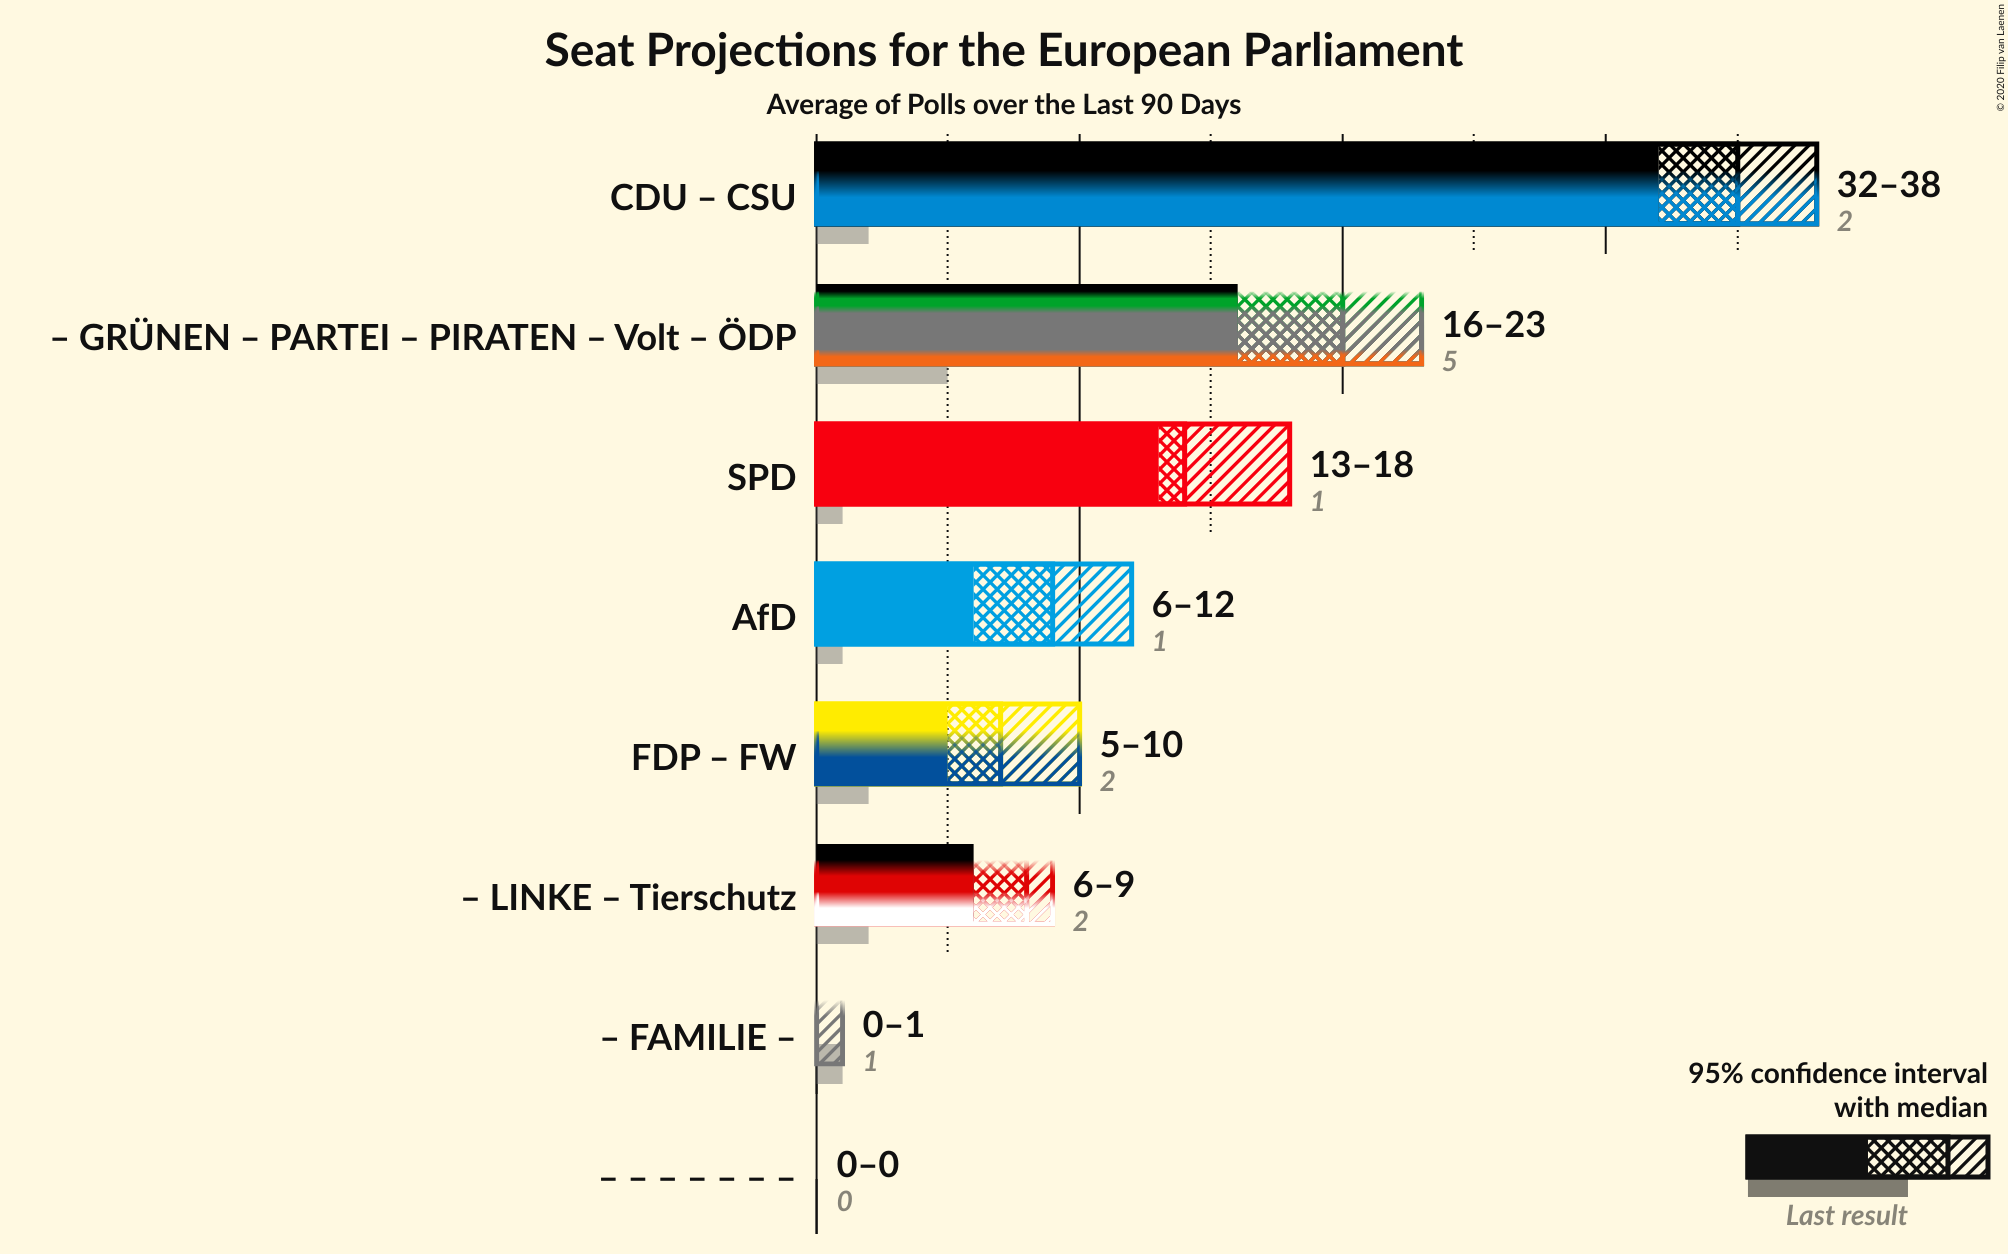 Seat Projections for the European Parliament
Average of Polls over the Last 90 Days
© 2020 Filip van Laenen
CDU – CSU
32–38
2
– GRÜNEN – PARTEI – PIRATEN – Volt – ÖDP
16–23
5
SPD
13–18
1
AfD
6–12
1
FDP – FW
5–10
2
– LINKE – Tierschutz
6–9
2
– FAMILIE –
0–1
1
– – – – – – –
0–0
0
95% confidence interval
with median
Last result